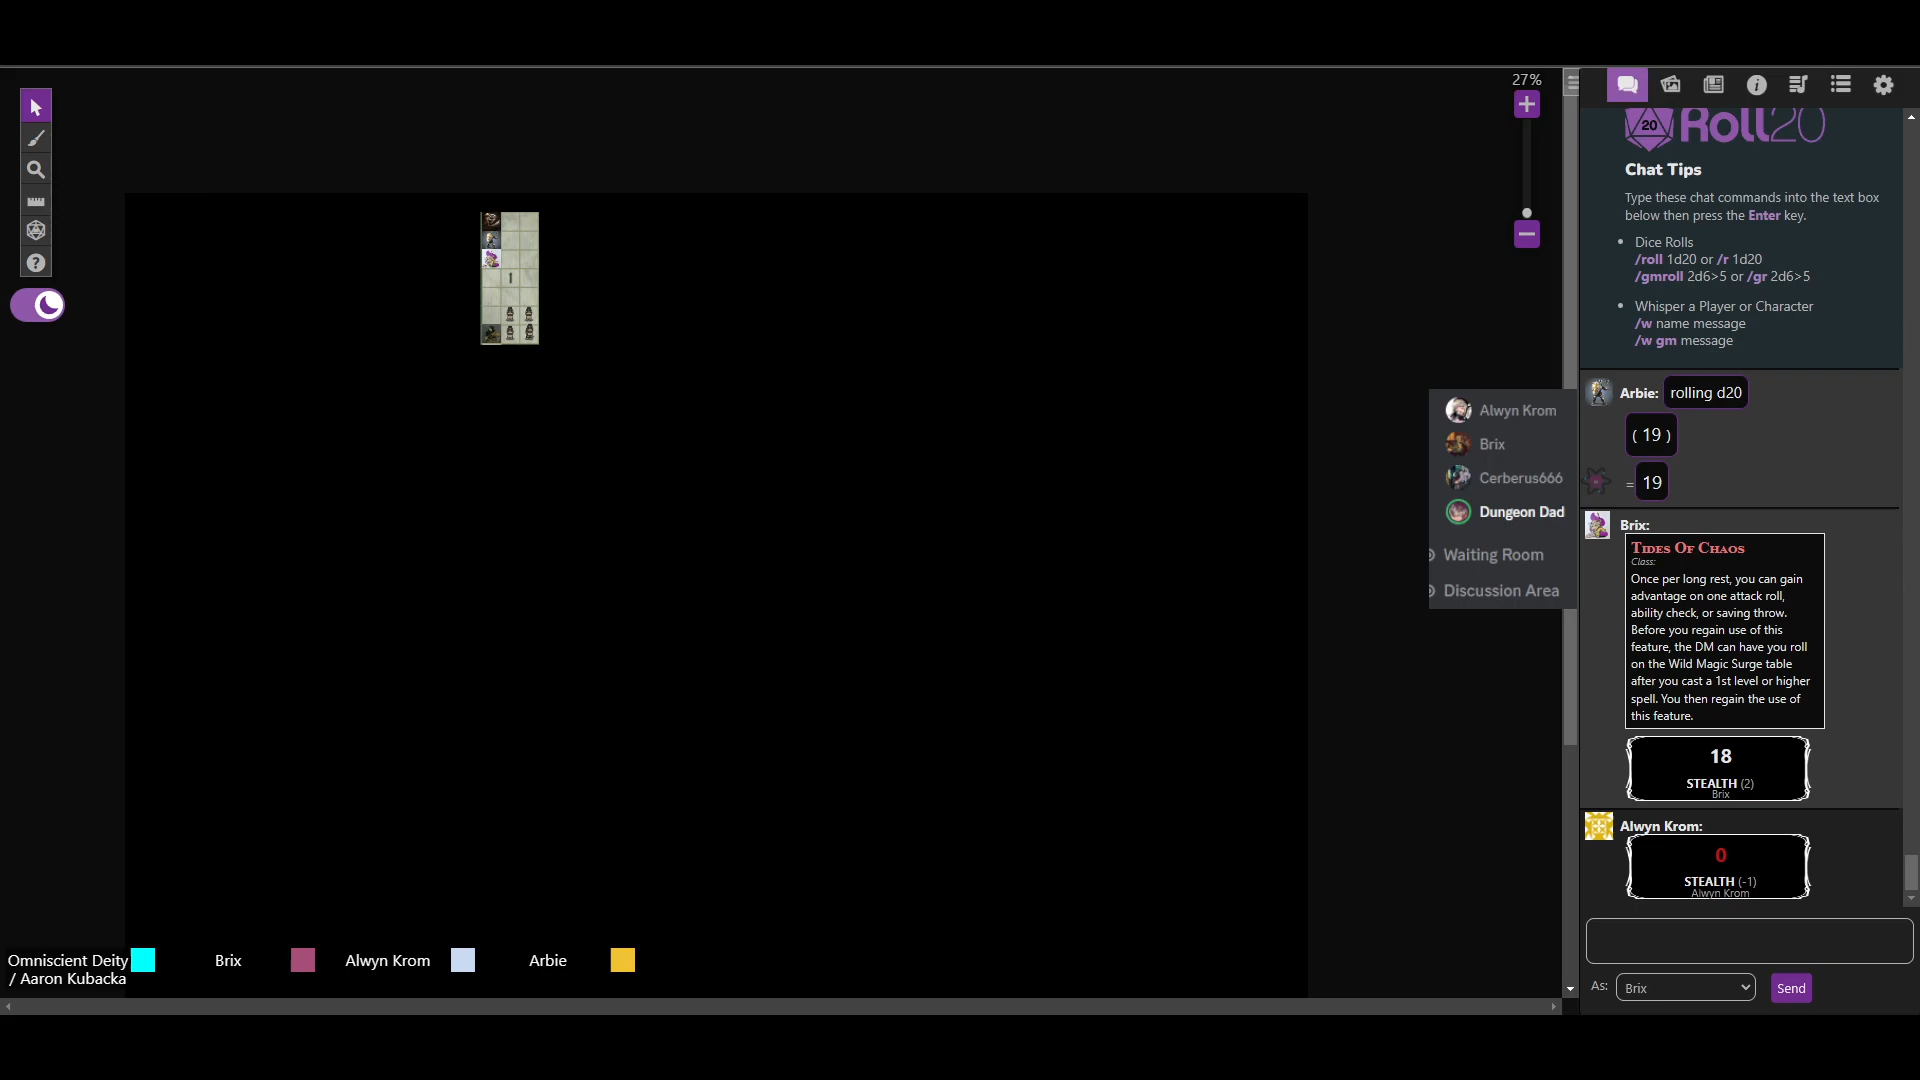 27%
20
Roll20
Chat Tips
Type these chat commands into the text box
below then press the Enter key.
• Dice Rolls
/roll 1d20 or /r 1d20
/gmroll 2d6>5 or /gr 2d6>5
• Whisper a Player or Character
/w name message
/w gm message
Arbie: rolling d20
( 19 )
= 19
Alwyn Krom
Brix
Cerberus666
Dungeon Dad
Waiting Room
Discussion Area
Brix:
Tides Of Chaos
Class:
Once per long rest, you can gain
advantage on one attack roll,
ability check, or saving throw.
Before you regain use of this
feature, the DM can have you roll
on the Wild Magic Surge table
after you cast a 1st level or higher
spell. You then regain the use of
this feature.
18
STEALTH (2)
Brix
Alwyn Krom:
0
STEALTH (-1)
Alwyn Krom
As: Brix Send
Omniscient Deity
/ Aaron Kubacka
Brix
Alwyn Krom
Arbie